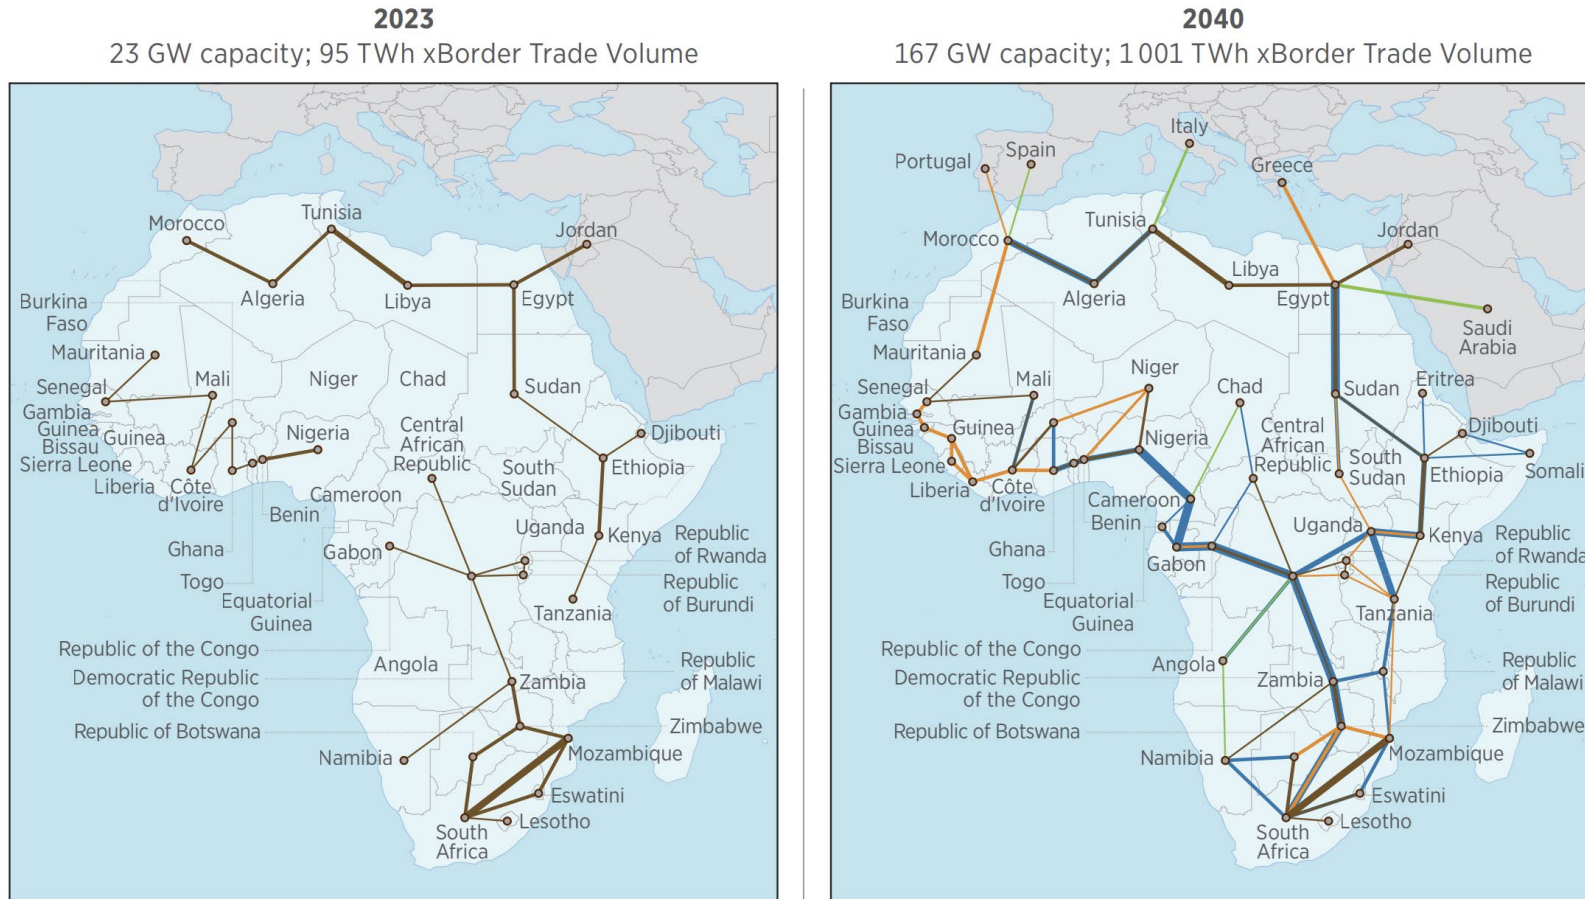 2023
23 GW capacity; 95 TWh xBorder Trade Volume
Morocco
Tunisia
Jordan
Algeria
Libya
Egypt
Burkina
Faso
Mauritania
Senegal
Mali
Niger
Chad
Sudan
Gambia
Guinea
Bissau
Guinea
Nigeria
Central
African
Republic
Djibouti
Sierra Leone
Liberia
Côte
d'Ivoire
South
Sudan
Ethiopia
Benin
Cameroon
Uganda
Kenya
Republic
of Rwanda
Ghana
Gabon
Togo
Republic
of Burundi
Equatorial
Guinea
Tanzania
Republic of the Congo
Angola
Republic
of Malawi
Democratic Republic
of the Congo
Zambia
Republic of Botswana
Zimbabwe
Namibia
Mozambique
Eswatini
South
Africa
Lesotho
2040
167 GW capacity; 1 001 TWh xBorder Trade Volume
Italy
Portugal
Spain
Greece
Morocco
Tunisia
Jordan
Algeria
Libya
Egypt
Burkina
Faso
Saudi
Arabia
Mauritania
Senegal
Mali
Niger
Chad
Sudan
Eritrea
Gambia
Guinea
Bissau
Guinea
Nigeria
Central
African
Republic
Djibouti
Sierra Leone
Liberia
Côte
d'Ivoire
South
Sudan
Ethiopia
Somali
Cameroon
Benin
Uganda
Kenya
Republic
of Rwanda
Ghana
Gabon
Togo
Republic
of Burundi
Equatorial
Guinea
Tanzania
Republic of the Congo
Angola
Republic
of Malawi
Democratic Republic
of the Congo
Zambia
Republic of Botswana
Zimbabwe
Namibia
Mozambique
Eswatini
South
Africa
Lesotho